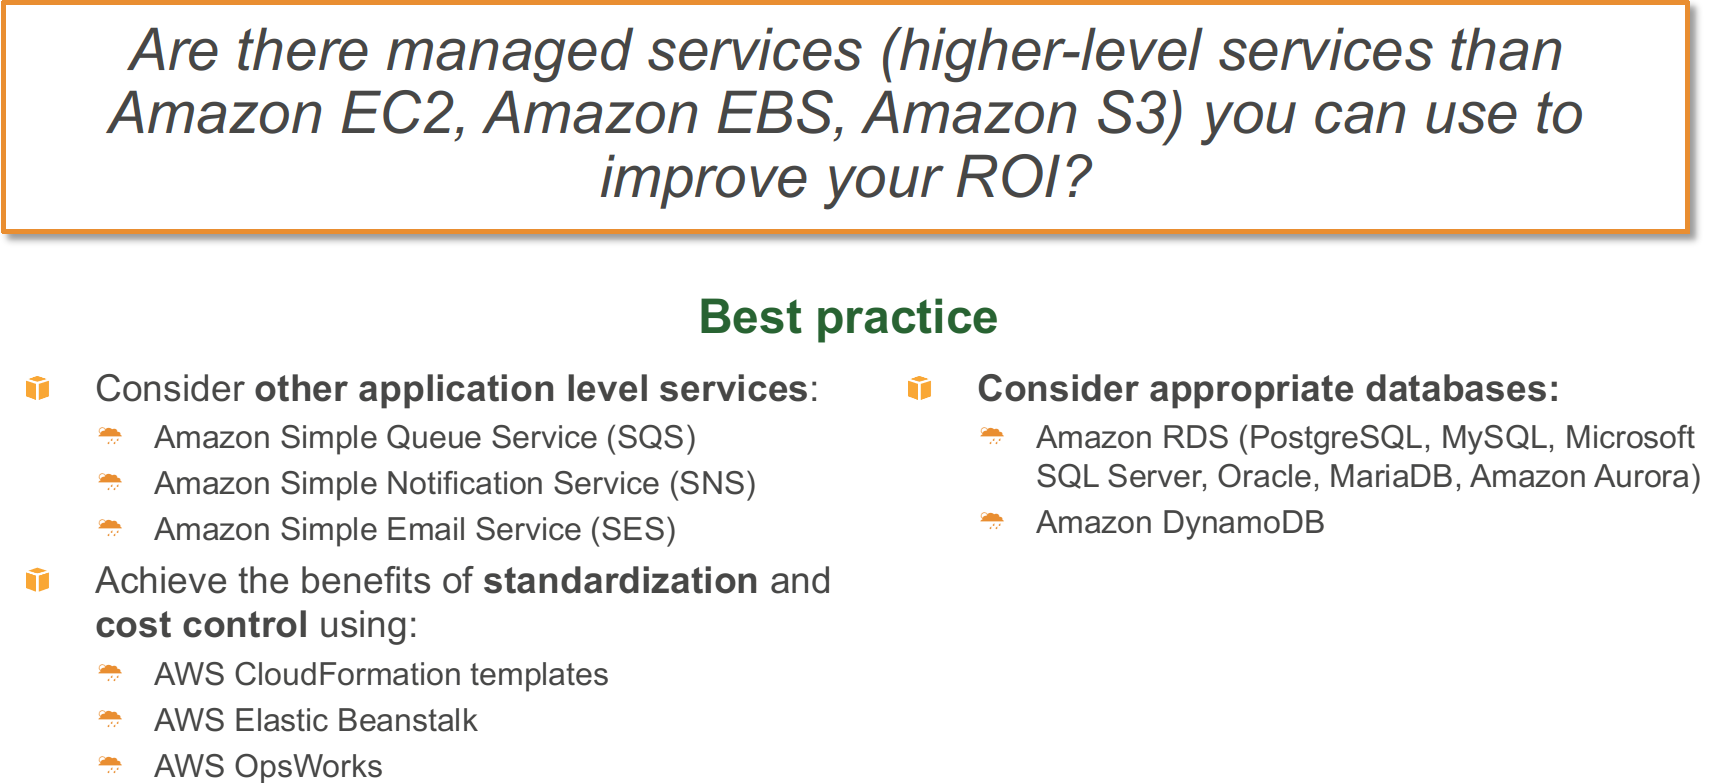 Are there managed services (higher-level services than
Amazon EC2, Amazon EBS, Amazon S3) you can use to
improve your ROI?
Best practice
Consider other application level services:
Amazon Simple Queue Service (SQS)
Amazon Simple Notification Service (SNS)
Amazon Simple Email Service (SES)
Achieve the benefits of standardization and
cost control using:
AWS CloudFormation templates
AWS Elastic Beanstalk
AWS OpsWorks
Consider appropriate databases:
Amazon RDS (PostgreSQL, MySQL, Microsoft
SQL Server, Oracle, MariaDB, Amazon Aurora)
Amazon DynamoDB